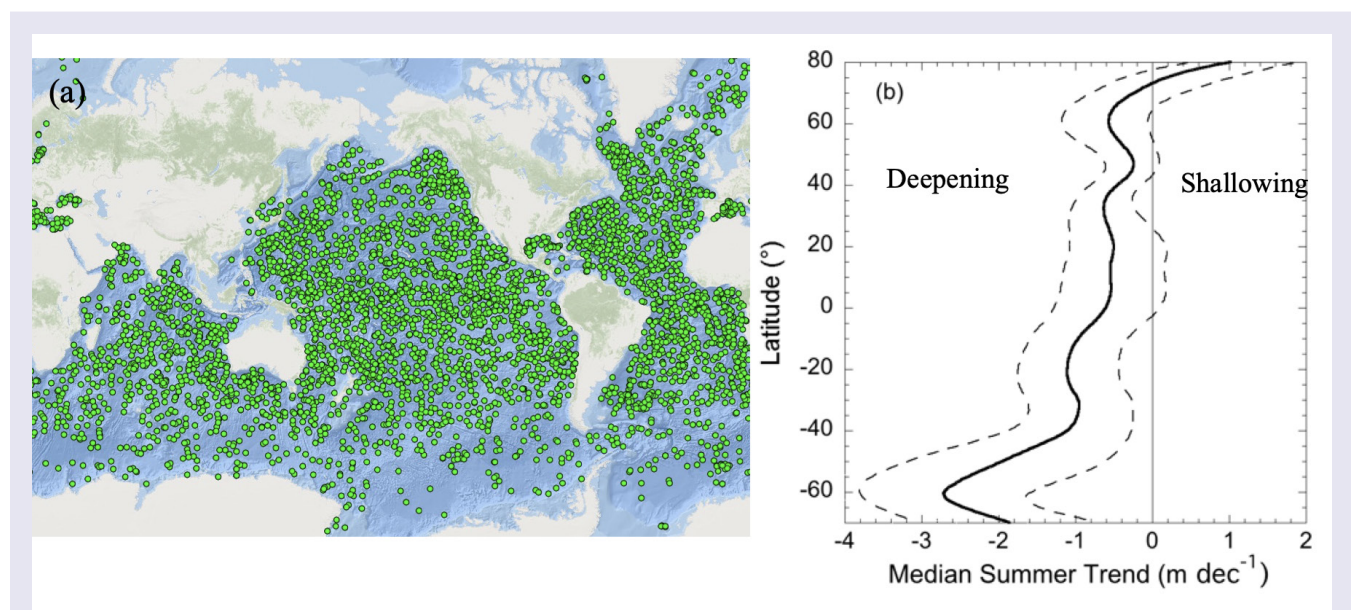 (a)
(b)
Deepening
Shallowing
Latitude (°)
80
60
40
20
0
-20
-40
-60
-4 -3 -2 -1 0 1 2
Median Summer Trend (m dec⁻¹)